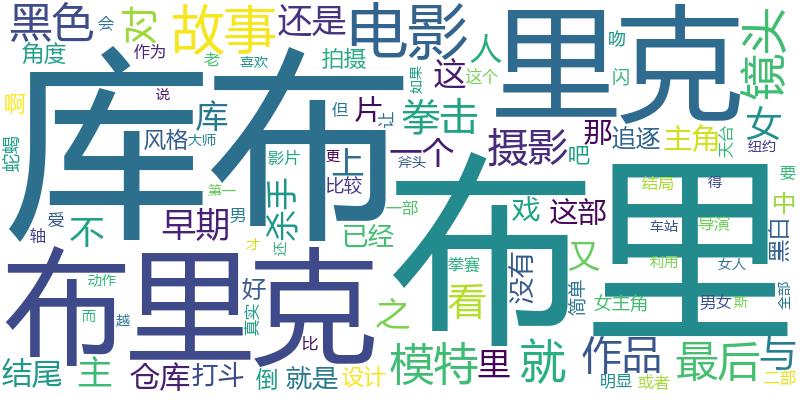 黑色 会 对 故事 还是 电影 里克 镜头
角度 作为 老 喜欢 拍摄 人 吻
啊 说 库布 如果 这 这个 闪 女
库 但 片 让 拳击 那 追逐 主角 天台 纽约
蛇蝎 风格 大师 影片 更 上 一个 摄影 吧
第一 比较 斧头 布里 结局 得 要
早期 男 杀手 一部 戏 这部 中
轴 爱 不 才 还 已经 车站 导演 黑白
布里克 拳赛 没有 又 利用 女人
动作 好 真实 之 看 简单 女主角 男女 斯 全部
而 越 比
结尾 主 仓库 打斗 倒 就是 设计 模特 里 就 作品 最后 与
明显 或者 二部